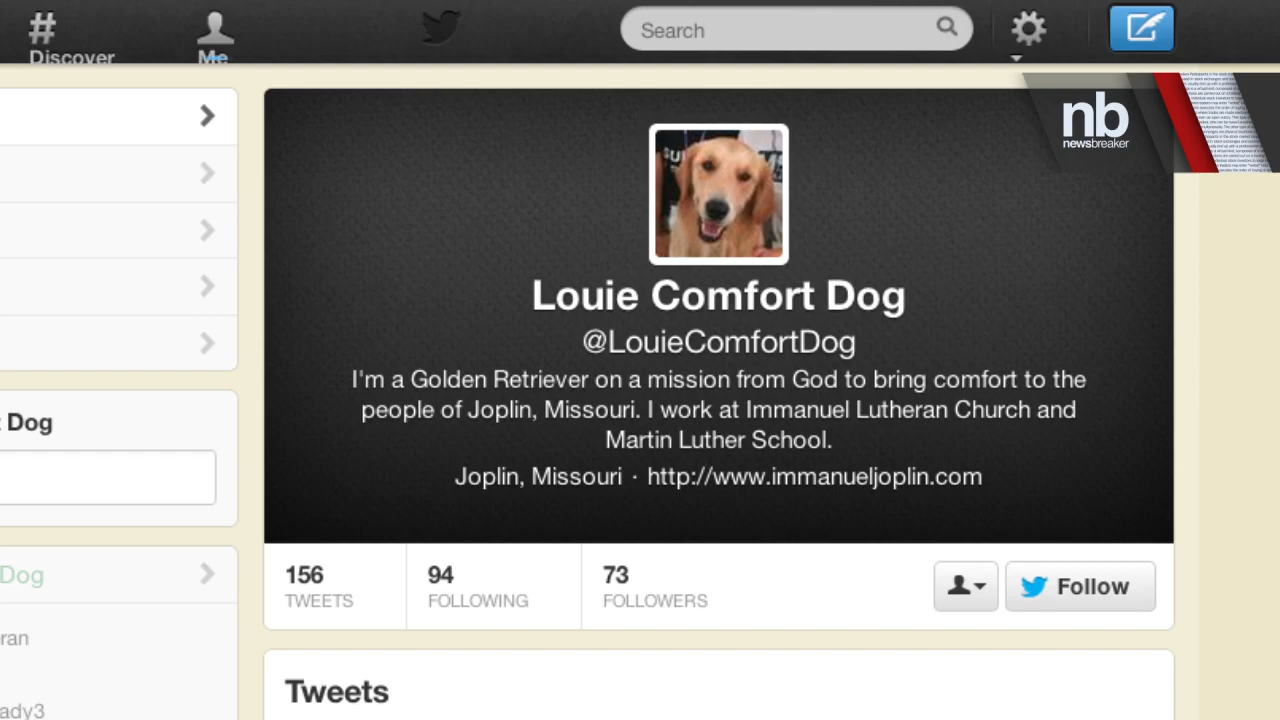 #
Discover
Me
Search
nb
newsbreaker
Louie Comfort Dog
@LouieComfortDog
I'm a Golden Retriever on a mission from God to bring comfort to the
people of Joplin, Missouri. I work at Immanuel Lutheran Church and
Martin Luther School.
Joplin, Missouri · http://www.immanueljoplin.com
Dog
Dog
ran
ady3
156
TWEETS
94
FOLLOWING
73
FOLLOWERS
Follow
Tweets